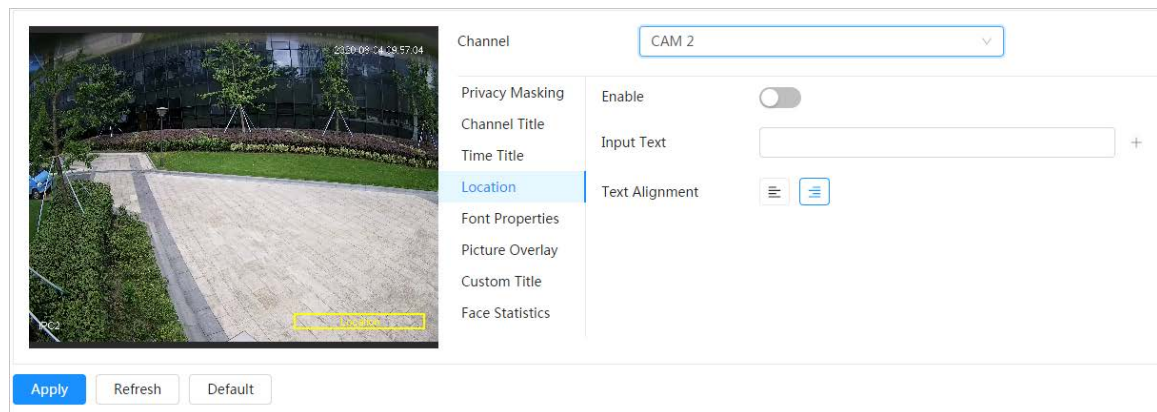 Channel
CAM 2
Privacy Masking
Enable
Channel Title
Input Text
+
Time Title
Location
Text Alignment
Font Properties
Picture Overlay
Custom Title
Face Statistics
Location
Apply
Refresh
Default